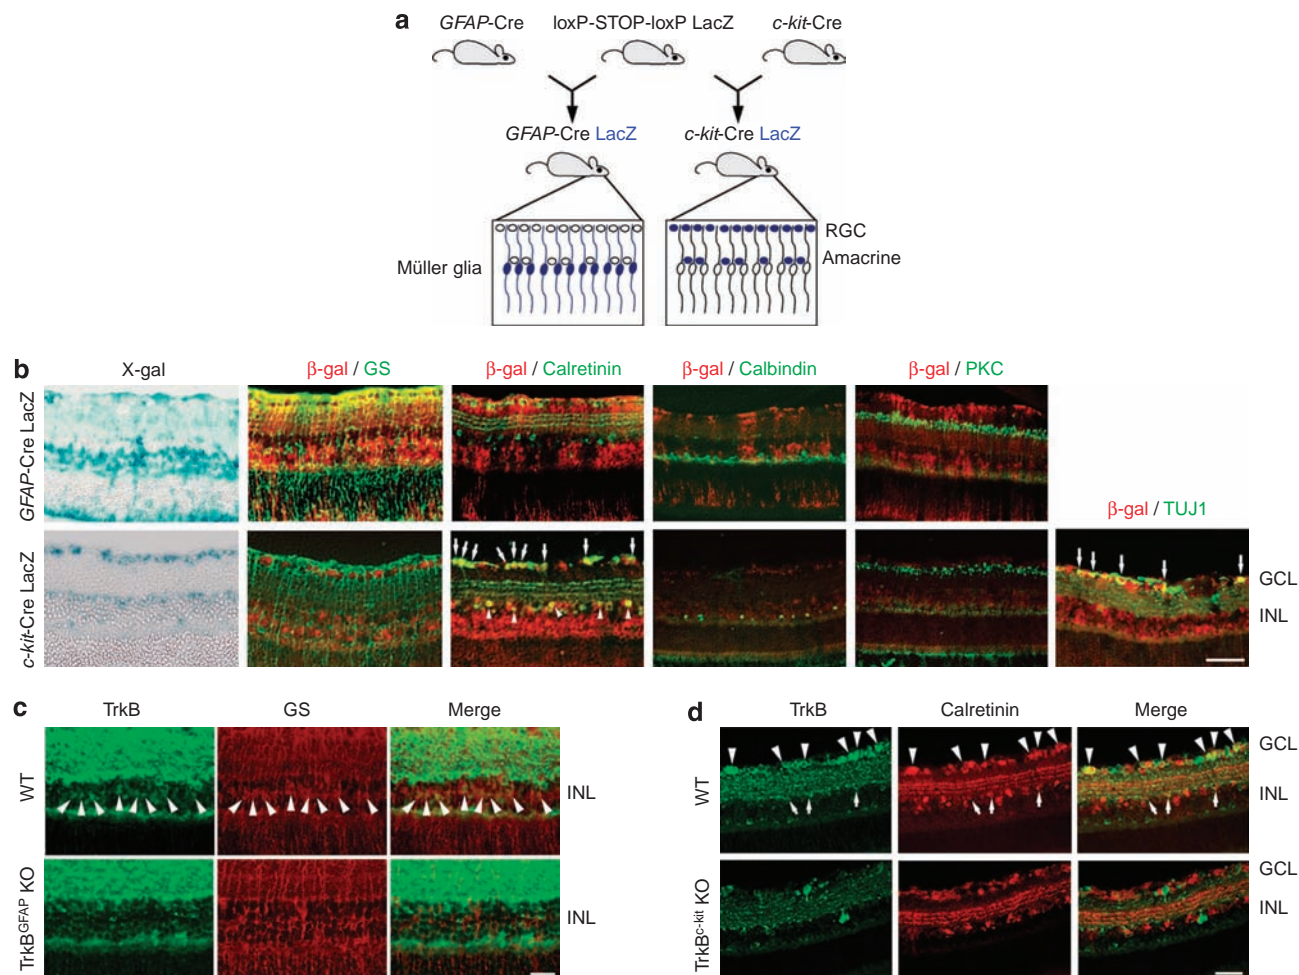 a
GFAP-Cre loxP-STOP-loxP LacZ c-kit-Cre
GFAP-Cre LacZ c-kit-Cre LacZ
RGC
Amacrine
Müller glia
b
X-gal β-gal / GS β-gal / Calretinin β-gal / Calbindin β-gal / PKC
GFAP-Cre LacZ
β-gal / TUJ1
c-kit-Cre LacZ
GCL
INL
c
TrkB GS Merge
WT
INL
TrkB^GFAP KO
INL
d
TrkB Calretinin Merge
WT
GCL
INL
TrkB^c-kit KO
GCL
INL